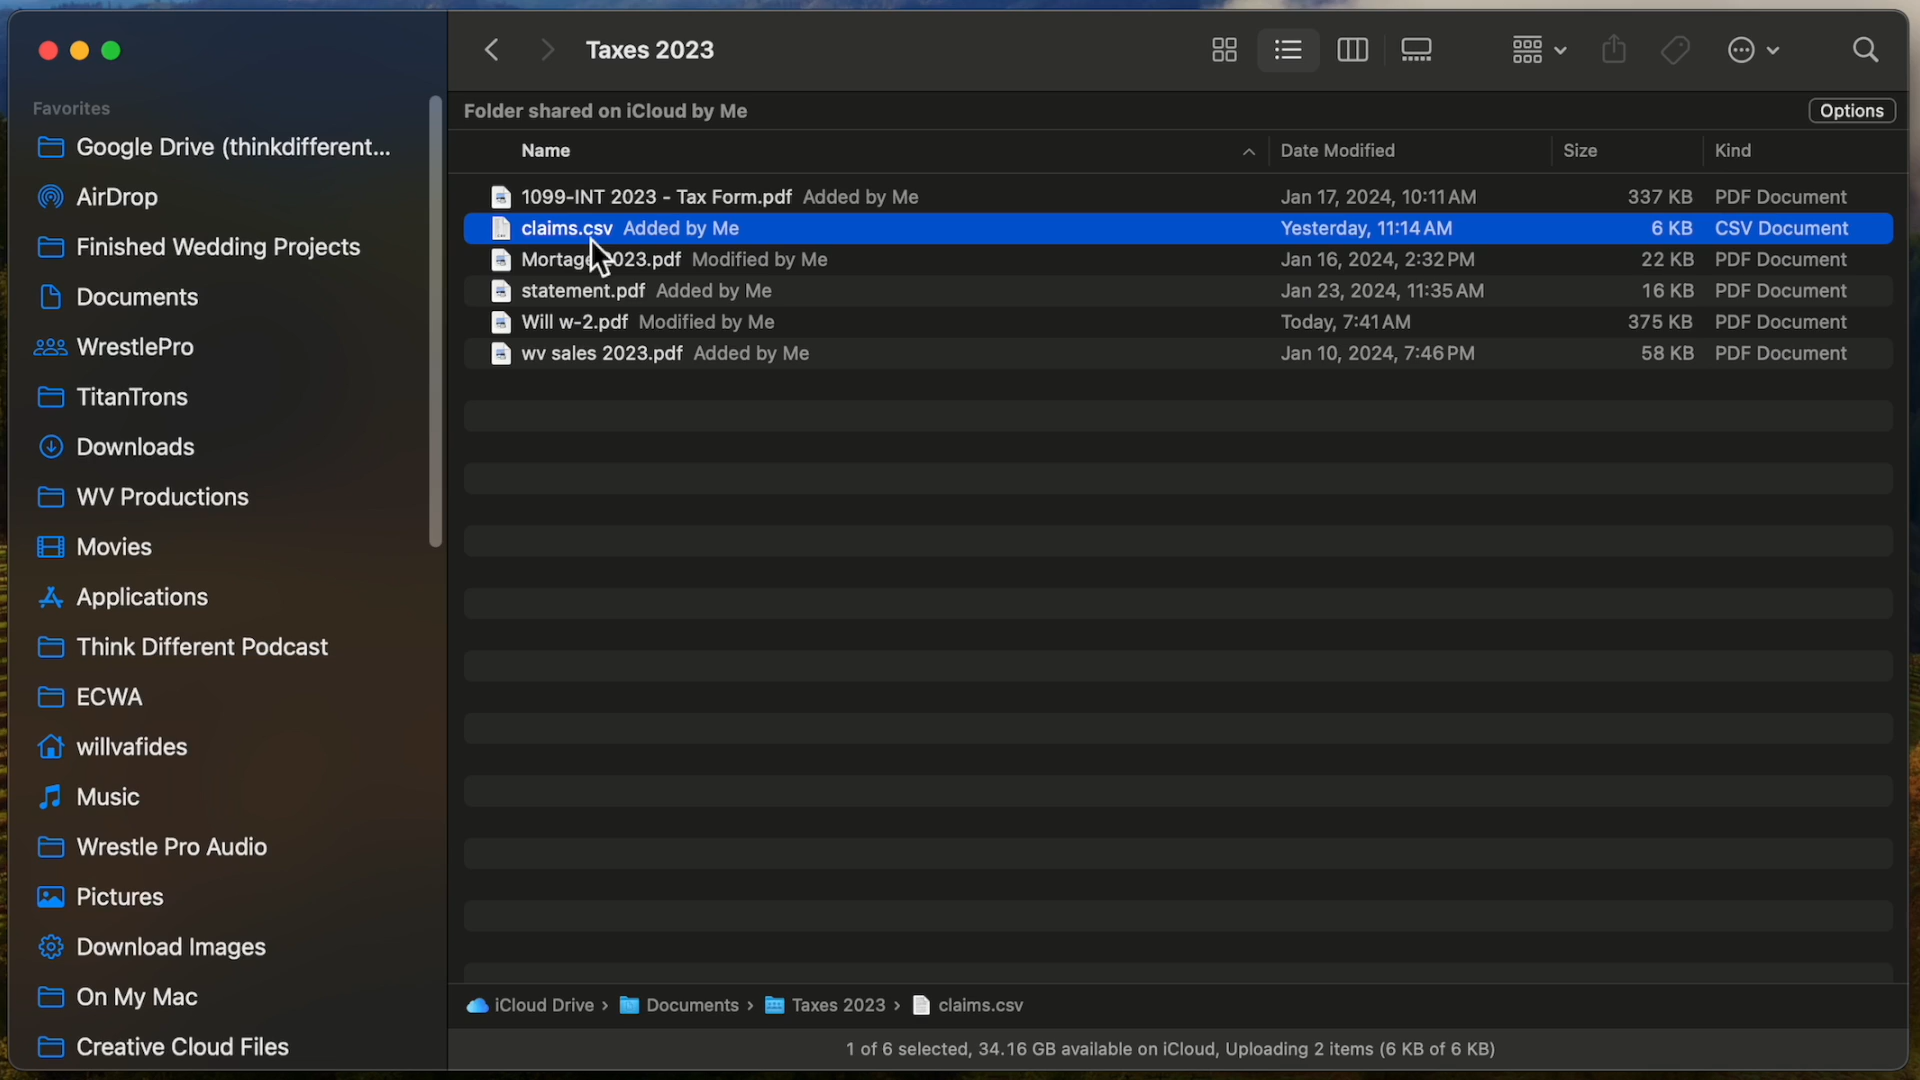 Taxes 2023
Favorites
Google Drive (thinkdifferent...
AirDrop
Finished Wedding Projects
Documents
WrestlePro
TitanTrons
Downloads
WV Productions
Movies
Applications
Think Different Podcast
ECWA
willvafides
Music
Wrestle Pro Audio
Pictures
Download Images
On My Mac
Creative Cloud Files
Folder shared on iCloud by Me Options
Name Date Modified Size Kind
1099-INT 2023 - Tax Form.pdf Added by Me Jan 17, 2024, 10:11 AM 337 KB PDF Document
claims.csv Added by Me Yesterday, 11:14 AM 6 KB CSV Document
Mortage 2023.pdf Modified by Me Jan 16, 2024, 2:32 PM 22 KB PDF Document
statement.pdf Added by Me Jan 23, 2024, 11:35 AM 16 KB PDF Document
Will w-2.pdf Modified by Me Today, 7:41 AM 375 KB PDF Document
wv sales 2023.pdf Added by Me Jan 10, 2024, 7:46 PM 58 KB PDF Document
iCloud Drive › Documents › Taxes 2023 › claims.csv
1 of 6 selected, 34.16 GB available on iCloud, Uploading 2 items (6 KB of 6 KB)